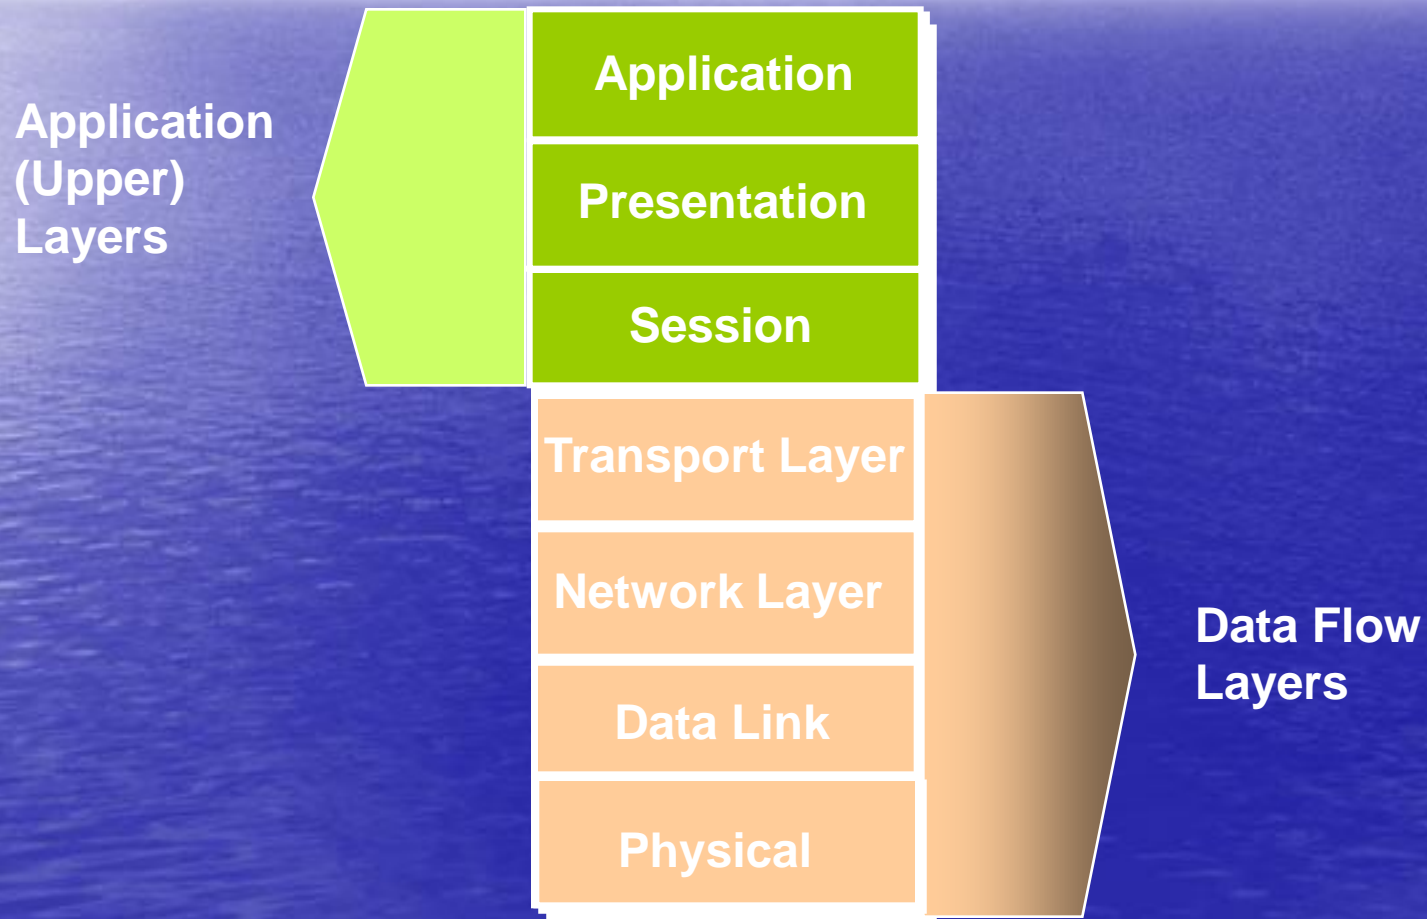 Application
(Upper)
Layers
Application
Presentation
Session
Transport Layer
Network Layer
Data Link
Physical
Data Flow
Layers